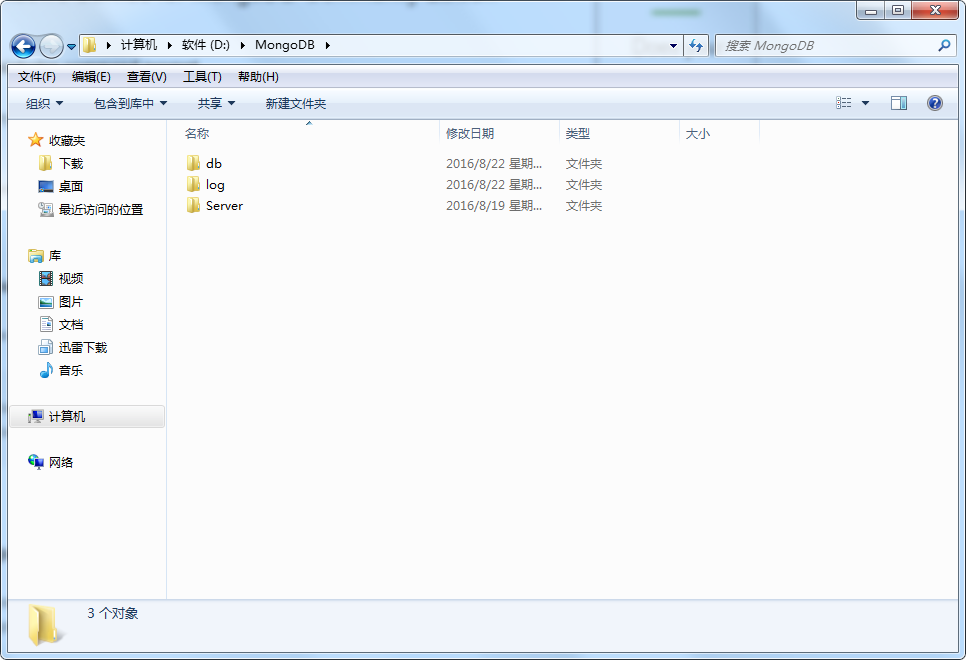 计算机 ▸ 软件 (D:) ▸ MongoDB ▸ 搜索 MongoDB
文件(F) 编辑(E) 查看(V) 工具(T) 帮助(H)
组织 包含到库中 共享 新建文件夹
名称 修改日期 类型 大小
收藏夹
下载
桌面
最近访问的位置
库
视频
图片
文档
迅雷下载
音乐
计算机
网络
db 2016/8/22 星期... 文件夹
log 2016/8/22 星期... 文件夹
Server 2016/8/19 星期... 文件夹
3 个对象